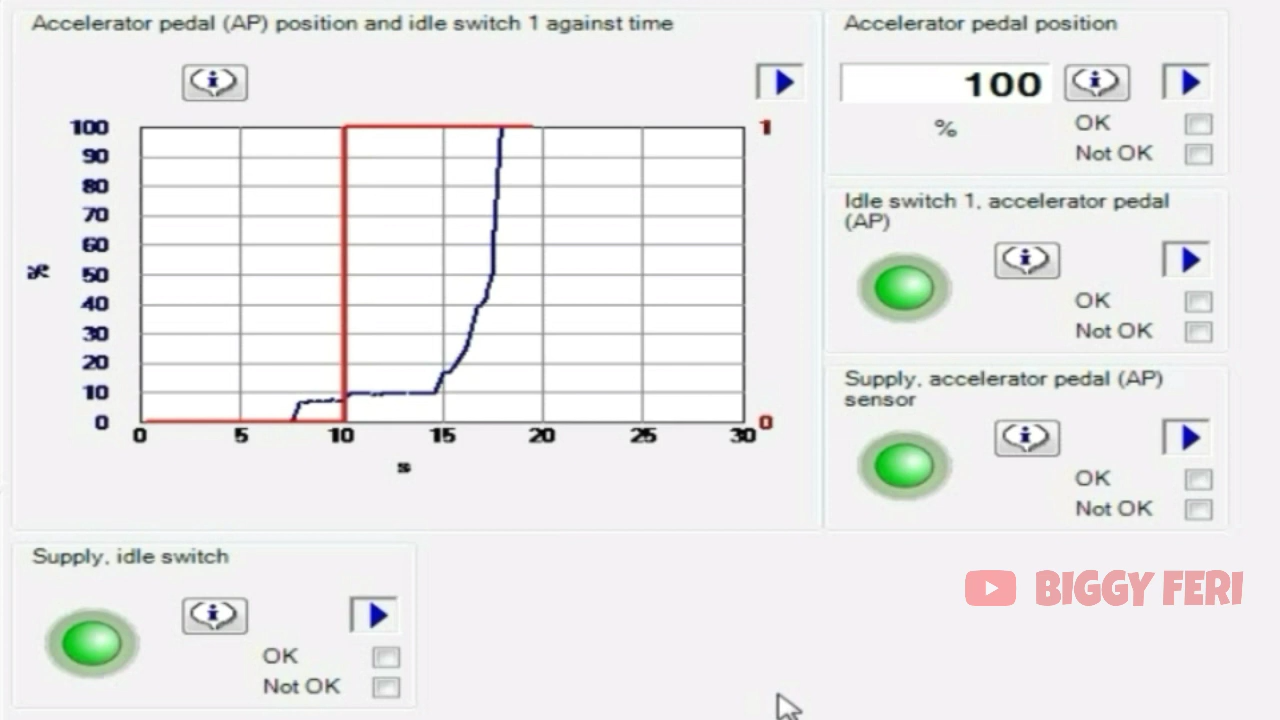 Accelerator pedal (AP) position and idle switch 1 against time
100
90
80
70
60
50
40
30
20
10
0
%
0 5 10 15 20 25 30
s
1
0
Accelerator pedal position
100
%
OK
Not OK
Idle switch 1, accelerator pedal
(AP)
OK
Not OK
Supply, accelerator pedal (AP)
sensor
OK
Not OK
Supply, idle switch
OK
Not OK
BIGGY FERI